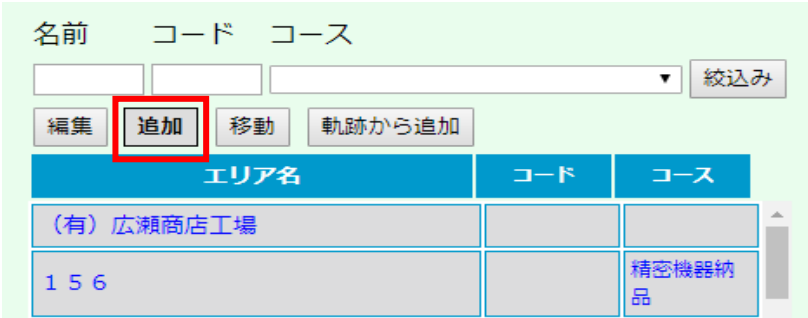 名前 コード コース
絞込み
編集 追加 移動 軌跡から追加
エリア名 コード コース
（有）広瀬商店工場
１５６ 精密機器納
品